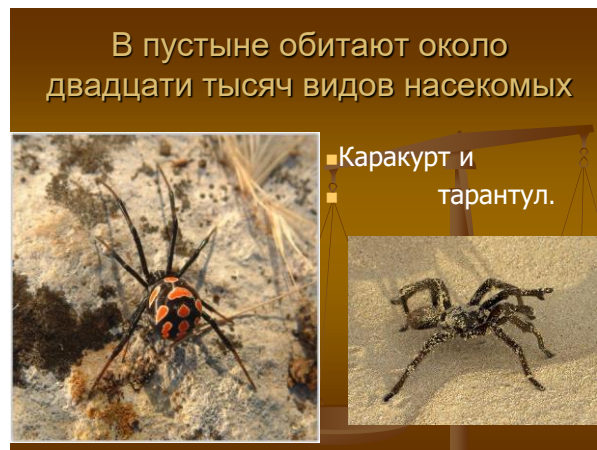 В пустыне обитают около
двадцати тысяч видов насекомых
Каракурт и
тарантул.